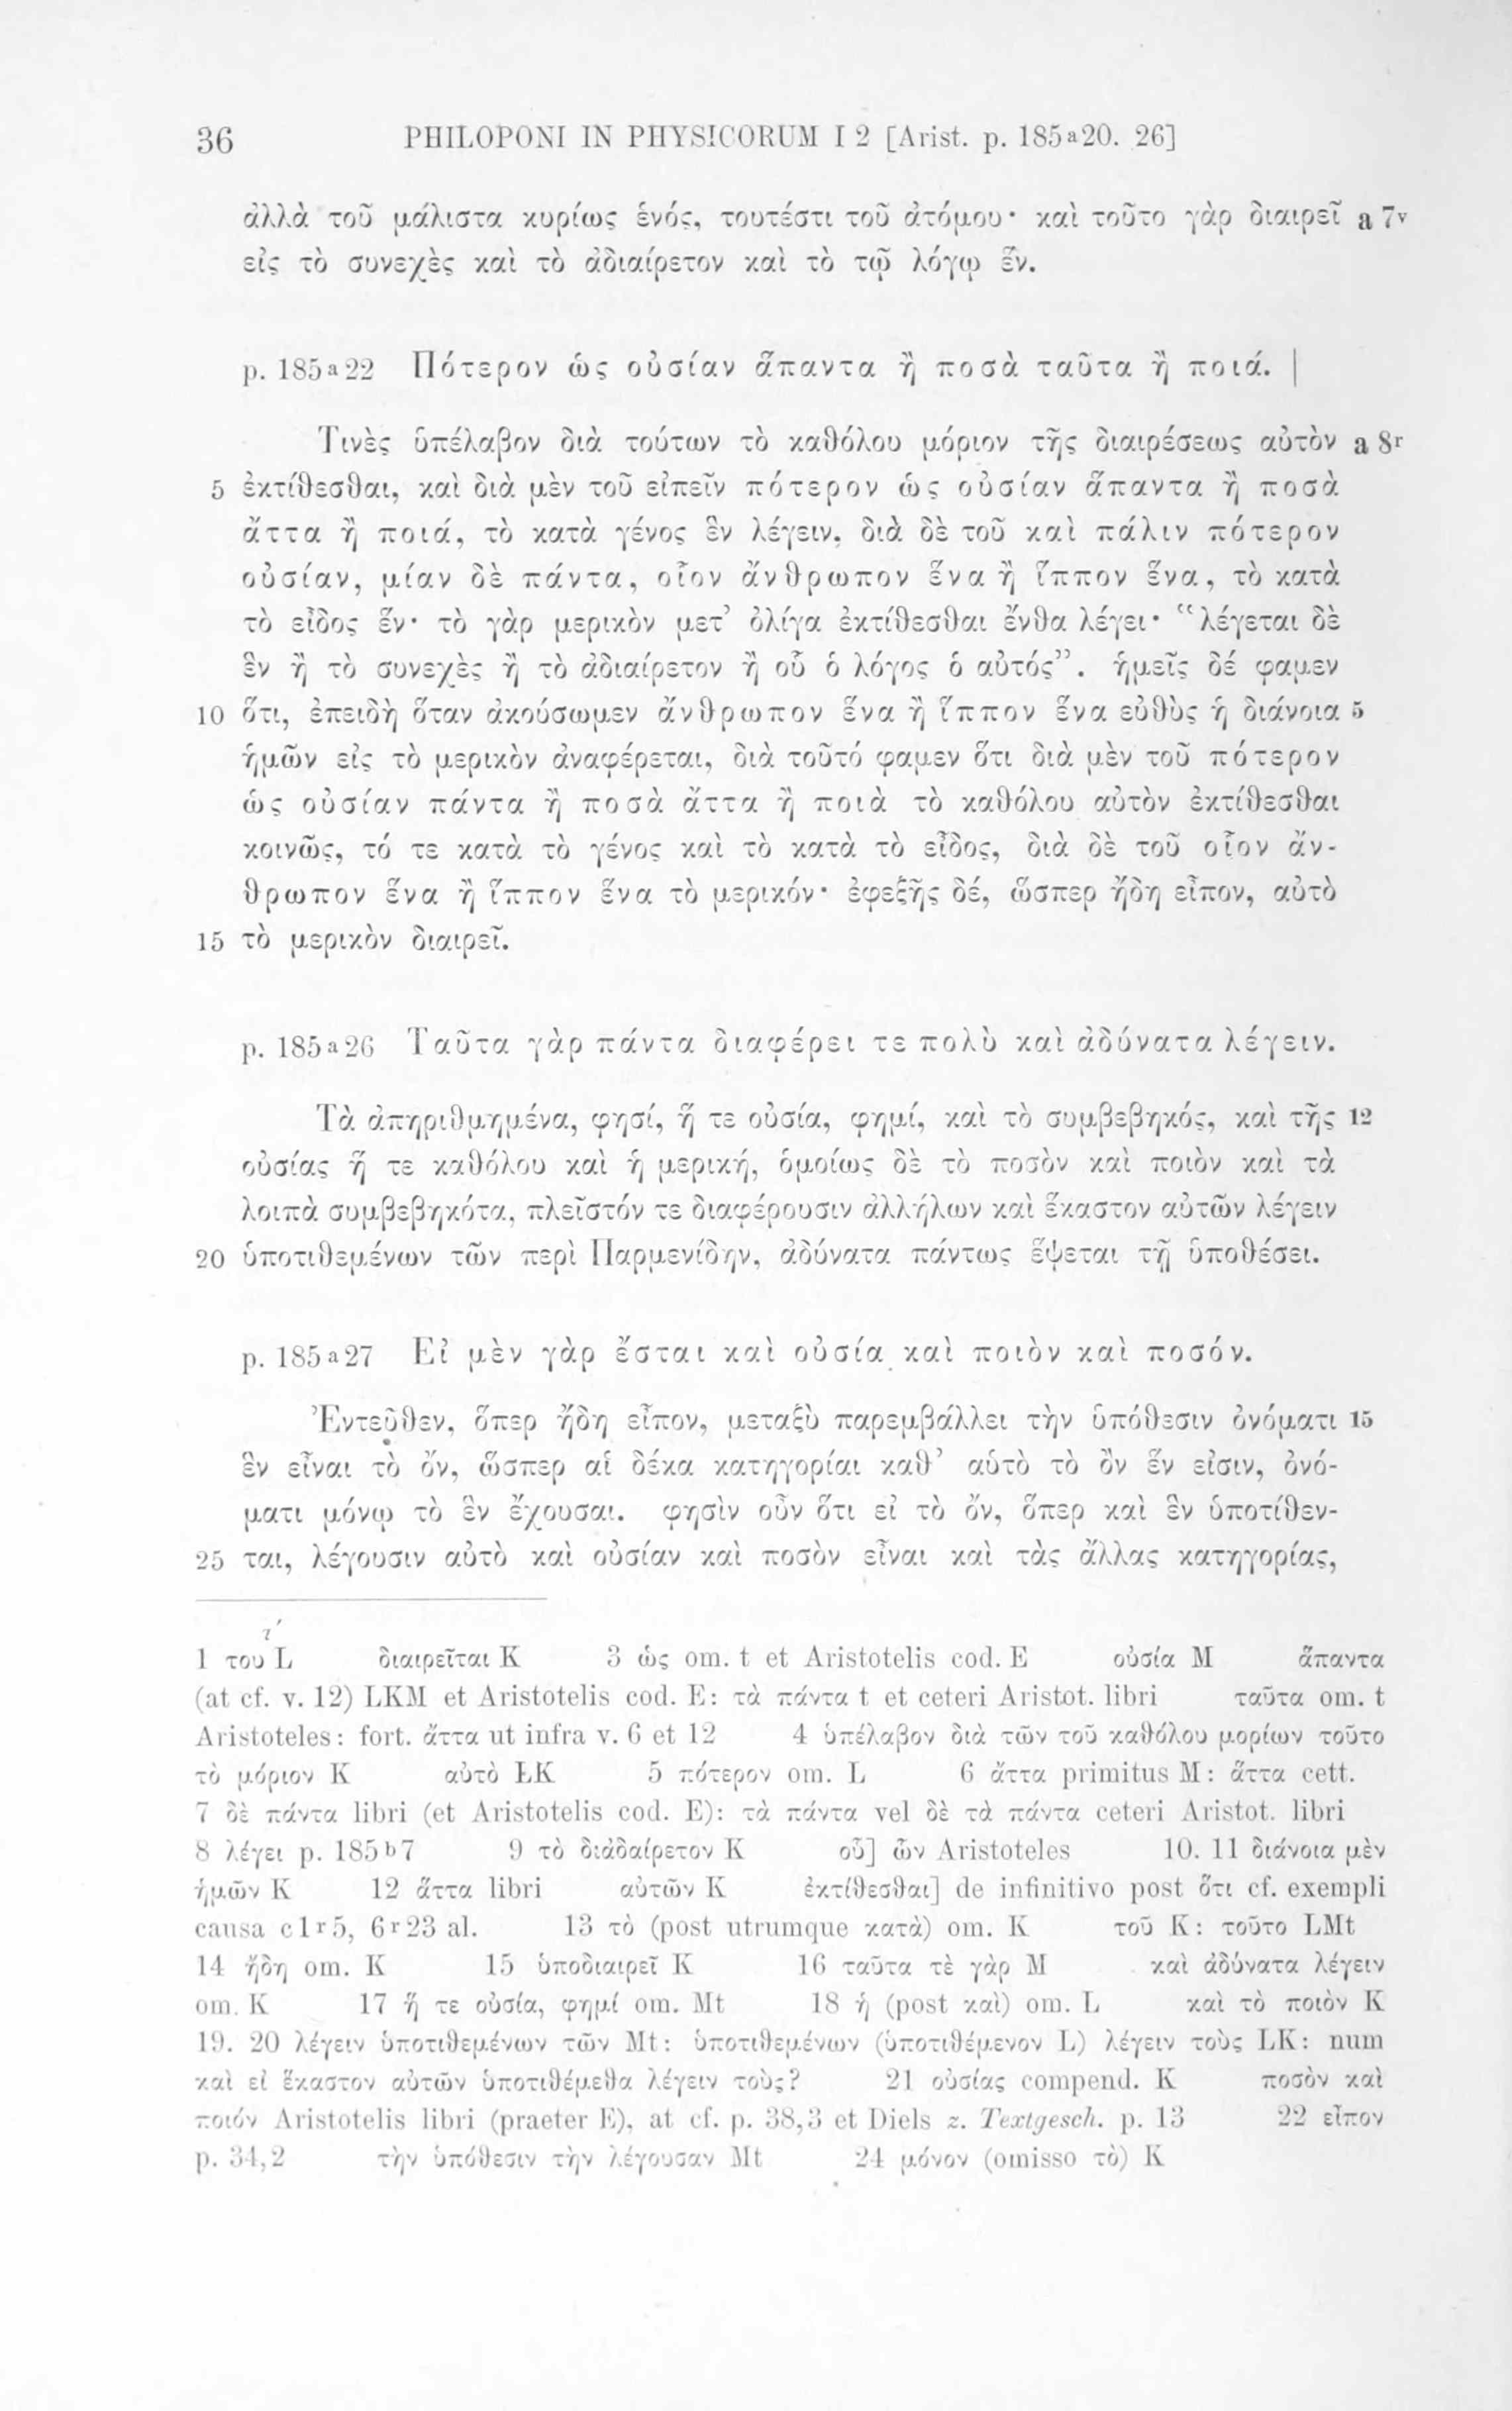 36 PHILOPONI IN PHYSICORUM I 2 [Arist. p. 185a20. 26]
ἀλλὰ τοῦ μάλιστα κυρίως ἑνός, τουτέστι τοῦ ἀτόμου· καὶ τοῦτο γὰρ διαιρεῖ a 7v
εἰς τὸ συνεχὲς καὶ τὸ ἀδιαίρετον καὶ τὸ τῷ λόγῳ ἕν.
p. 185a22 Πότερον ὡς οὐσίαν ἅπαντα ἢ ποσὰ ταῦτα ἢ ποιά. |
Τινὲς ὑπέλαβον διὰ τούτων τὸ καθόλου μόριον τῆς διαιρέσεως αὐτὸν a 8r
5 ἐκτίθεσθαι, καὶ διὰ μὲν τοῦ εἰπεῖν πότερον ὡς οὐσίαν ἅπαντα ἢ ποσὰ
ἄττα ἢ ποιά, τὸ κατὰ γένος ἓν λέγειν, διὰ δὲ τοῦ καὶ πάλιν πότερον
οὐσίαν, μίαν δὲ πάντα, οἷον ἄνθρωπον ἕνα ἢ ἵππον ἕνα, τὸ κατὰ
τὸ εἶδος ἕν· τὸ γὰρ μερικὸν μετ’ ὀλίγα ἐκτίθεσθαι ἔνθα λέγει· “λέγεται δὲ
ἓν ἢ τὸ συνεχὲς ἢ τὸ ἀδιαίρετον ἢ οὗ ὁ λόγος ὁ αὐτός”. ἡμεῖς δέ φαμεν
10 ὅτι, ἐπειδὴ ὅταν ἀκούσωμεν ἄνθρωπον ἕνα ἢ ἵππον ἕνα εὐθὺς ἡ διάνοια 5
ἡμῶν εἰς τὸ μερικὸν ἀναφέρεται, διὰ τοῦτό φαμεν ὅτι διὰ μὲν τοῦ πότερον
ὡς οὐσίαν πάντα ἢ ποσὰ ἄττα ἢ ποιὰ τὸ καθόλου αὐτὸν ἐκτίθεσθαι
κοινῶς, τό τε κατὰ τὸ γένος καὶ τὸ κατὰ τὸ εἶδος, διὰ δὲ τοῦ οἷον ἄν-
θρωπον ἕνα ἢ ἵππον ἕνα τὸ μερικόν· ἐφεξῆς δέ, ὥσπερ ἤδη εἶπον, αὐτὸ
15 τὸ μερικὸν διαιρεῖ.
p. 185a26 Ταῦτα γὰρ πάντα διαφέρει τε πολὺ καὶ ἀδύνατα λέγειν.
Τὰ ἀπηριθμημένα, φησί, ἥ τε οὐσία, φημί, καὶ τὸ συμβεβηκός, καὶ τῆς 12
οὐσίας ἥ τε καθόλου καὶ ἡ μερική, ὁμοίως δὲ τὸ ποσὸν καὶ ποιὸν καὶ τὰ
λοιπὰ συμβεβηκότα, πλεῖστόν τε διαφέρουσιν ἀλλήλων καὶ ἕκαστον αὐτῶν λέγειν
20 ὑποτιθεμένων τῶν περὶ Παρμενίδην, ἀδύνατα πάντως ἕψεται τῇ ὑποθέσει.
p. 185a27 Εἰ μὲν γὰρ ἔσται καὶ οὐσία καὶ ποιὸν καὶ ποσόν.
Ἐντεῦθεν, ὅπερ ἤδη εἶπον, μεταξὺ παρεμβάλλει τὴν ὑπόθεσιν ὀνόματι 15
ἓν εἶναι τὸ ὄν, ὥσπερ αἱ δέκα κατηγορίαι καθ’ αὑτὸ τὸ ὂν ἕν εἰσιν, ὀνό-
ματι μόνῳ τὸ ἓν ἔχουσαι. φησὶν οὖν ὅτι εἰ τὸ ὄν, ὅπερ καὶ ἓν ὑποτίθεν-
25 ται, λέγουσιν αὐτὸ καὶ οὐσίαν καὶ ποσὸν εἶναι καὶ τὰς ἄλλας κατηγορίας,
1 του L διαιρεῖται K 3 ὡς om. t et Aristotelis cod. E οὐσία M ἅπαντα
(at cf. v. 12) LKM et Aristotelis cod. E: τὰ πάντα t et ceteri Aristot. libri ταῦτα om. t
Aristoteles: fort. ἄττα ut infra v. 6 et 12 4 ὑπέλαβον διὰ τῶν τοῦ καθόλου μορίων τοῦτο
τὸ μόριον K αὐτὸ LK 5 πότερον om. L 6 ἄττα primitus M: ἅττα cett.
7 δὲ πάντα libri (et Aristotelis cod. E): τὰ πάντα vel δὲ τὰ πάντα ceteri Aristot. libri
8 λέγει p. 185b7 9 τὸ διἀδαίρετον K οὗ] ὧν Aristoteles 10. 11 διάνοια μὲν
ἡμῶν K 12 ἅττα libri αὐτῶν K ἐκτίθεσθαι] de infinitivo post ὅτι cf. exempli
causa c1r5, 6r23 al. 13 τὸ (post utrumque κατὰ) om. K τοῦ K: τοῦτο LMt
14 ἤδη om. K 15 ὑποδιαιρεῖ K 16 ταῦτα τὲ γὰρ M καὶ ἀδύνατα λέγειν
om. K 17 ἥ τε οὐσία, φημί om. Mt 18 ἡ (post καὶ) om. L καὶ τὸ ποιὸν K
19. 20 λέγειν ὑποτιθεμένων τῶν Mt: ὑποτιθεμένων (ὑποτιθέμενον L) λέγειν τοὺς LK: num
καὶ εἰ ἕκαστον αὐτῶν ὑποτιθέμεθα λέγειν τοὺς? 21 οὐσίας compend. K ποσὸν καὶ
ποιόν Aristotelis libri (praeter E), at cf. p. 38,3 et Diels z. Textgesch. p. 13 22 εἶπον
p. 34,2 τὴν ὑπόθεσιν τὴν λέγουσαν Mt 24 μόνον (omisso τὸ) K